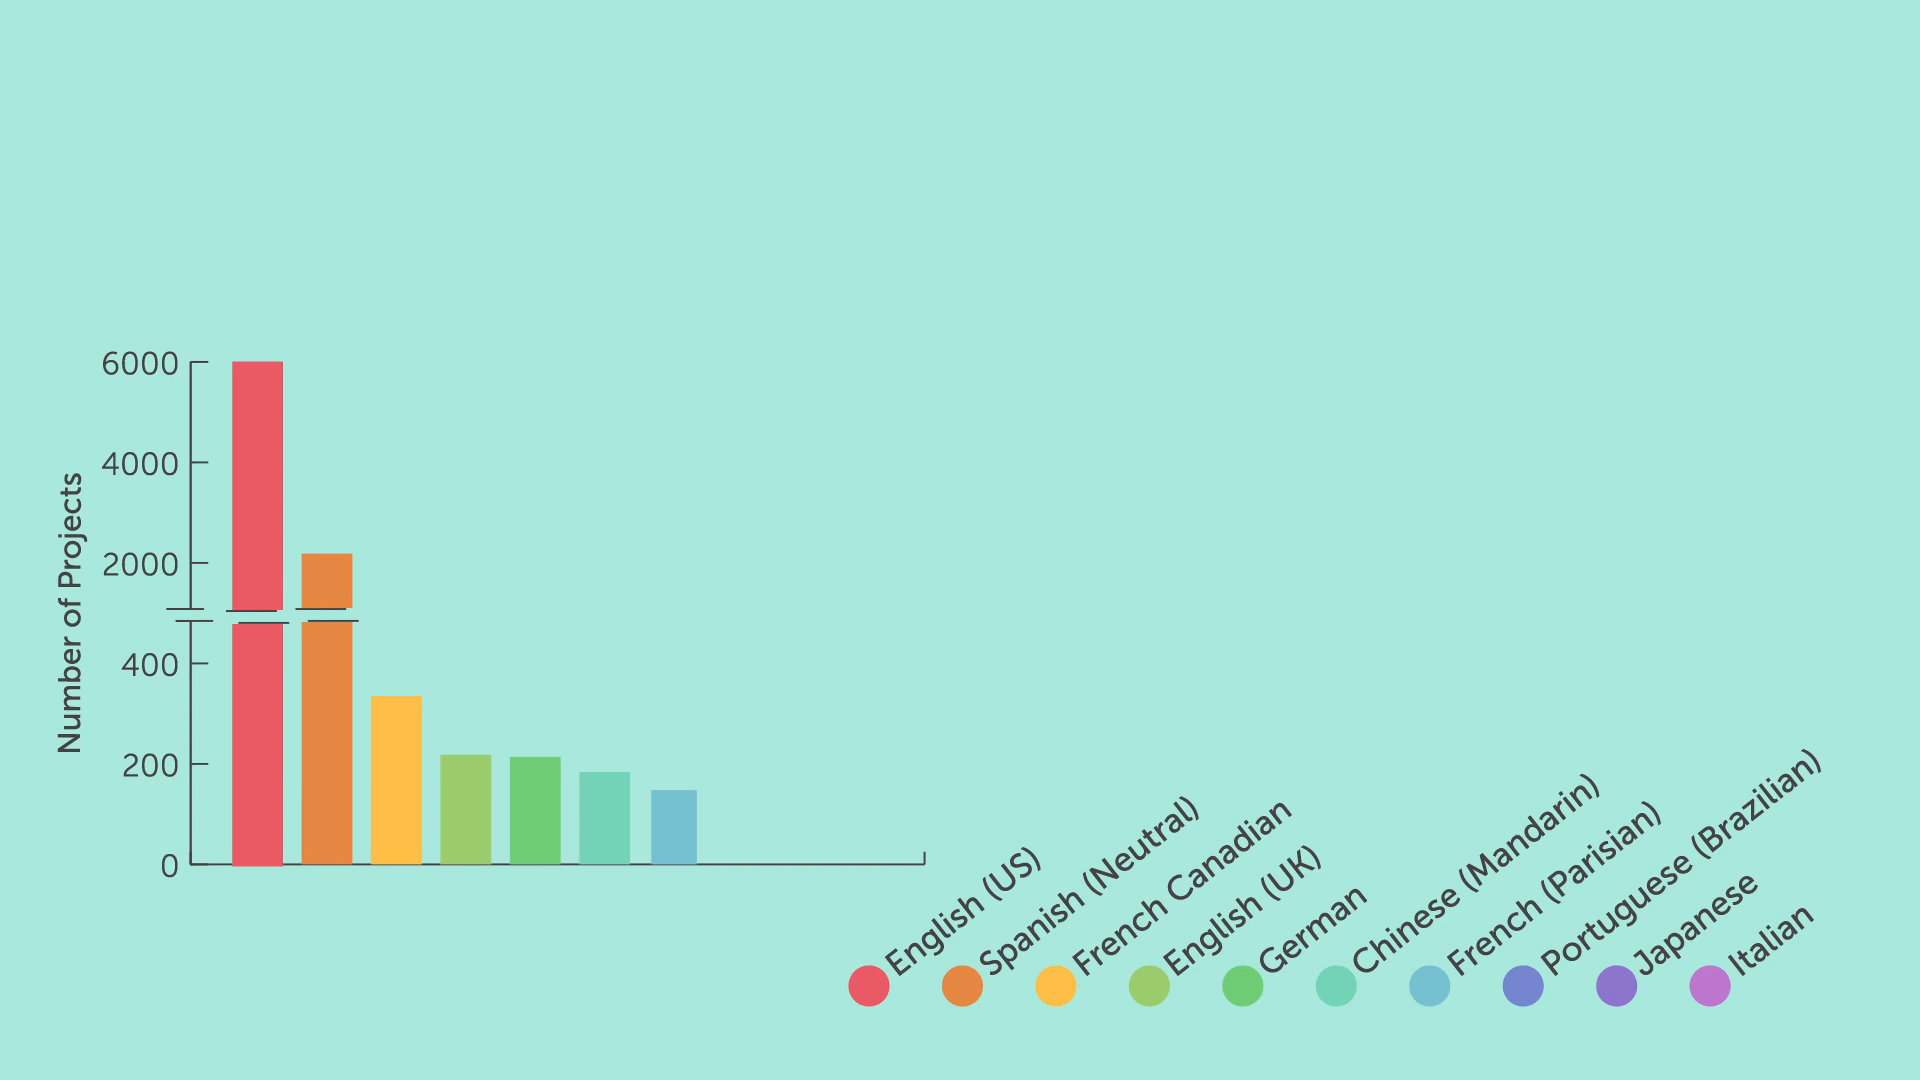 Number of Projects
6000
4000
2000
400
200
0
English (US)
Spanish (Neutral)
French Canadian
English (UK)
German
Chinese (Mandarin)
French (Parisian)
Portuguese (Brazilian)
Japanese
Italian